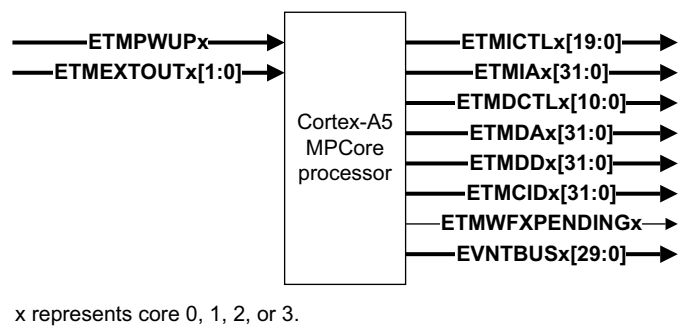 ETMPWUPx
ETMEXTOUTx[1:0]
Cortex-A5
MPCore
processor
ETMICTLx[19:0]
ETMIAx[31:0]
ETMDCTLx[10:0]
ETMDAx[31:0]
ETMDDx[31:0]
ETMCIDx[31:0]
ETMWFXPENDINGx
EVNTBUSx[29:0]
x represents core 0, 1, 2, or 3.